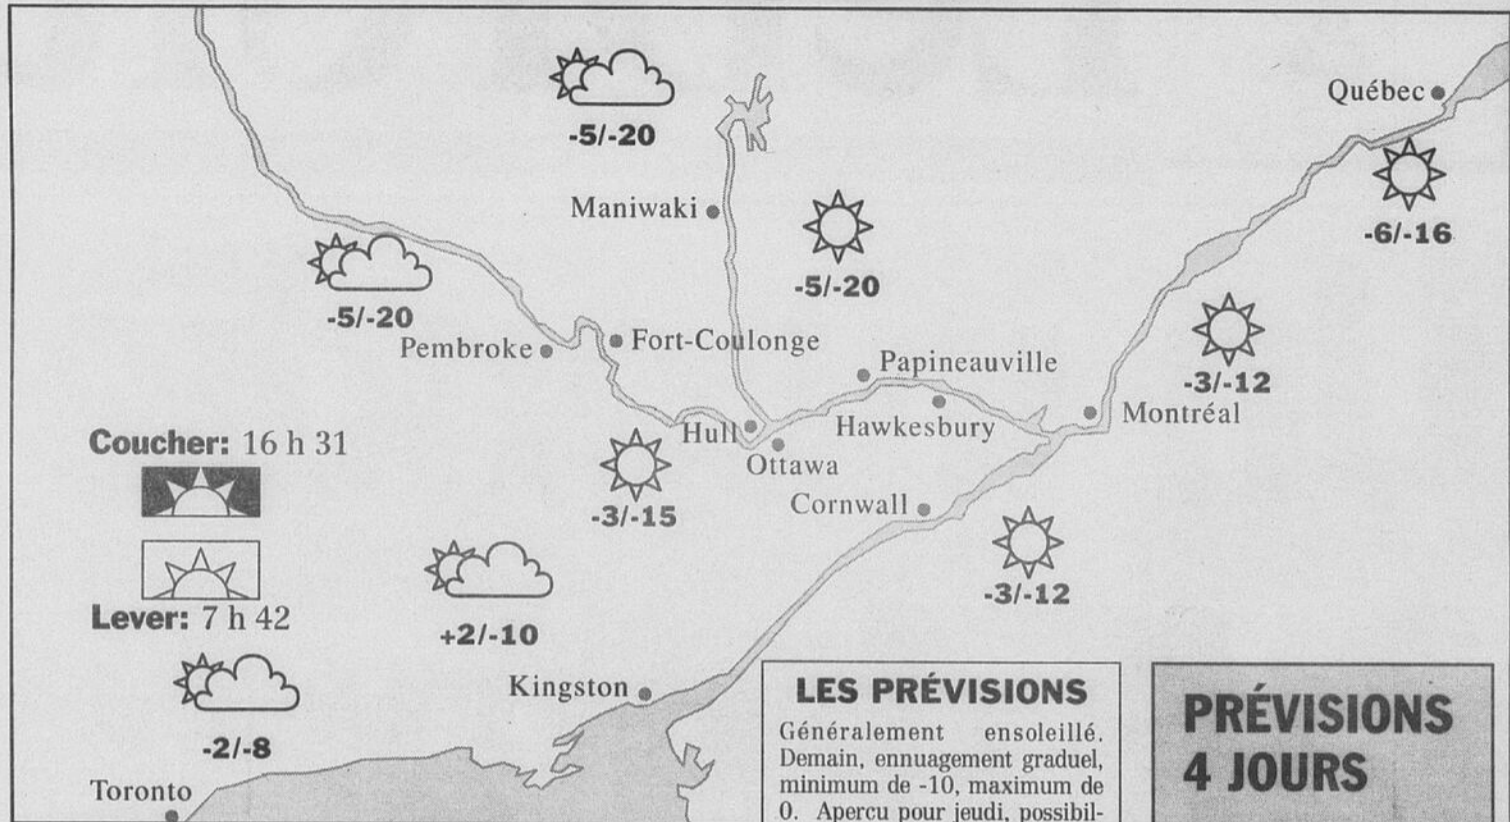 Québec
-5/-20
-6/-16
Maniwaki
-5/-20
-5/-20
Pembroke
Fort-Coulonge
Papineauville
-3/-12
Montréal
Hull
Hawkesbury
Ottawa
Coucher: 16 h 31
-3/-15
Cornwall
-3/-12
Lever: 7 h 42
+2/-10
Kingston
-2/-8
Toronto
LES PRÉVISIONS
Généralement ensoleillé.
Demain, ennuagement graduel,
minimum de -10, maximum de
0. Apercu pour jeudi, possibil-
PRÉVISIONS
4 JOURS